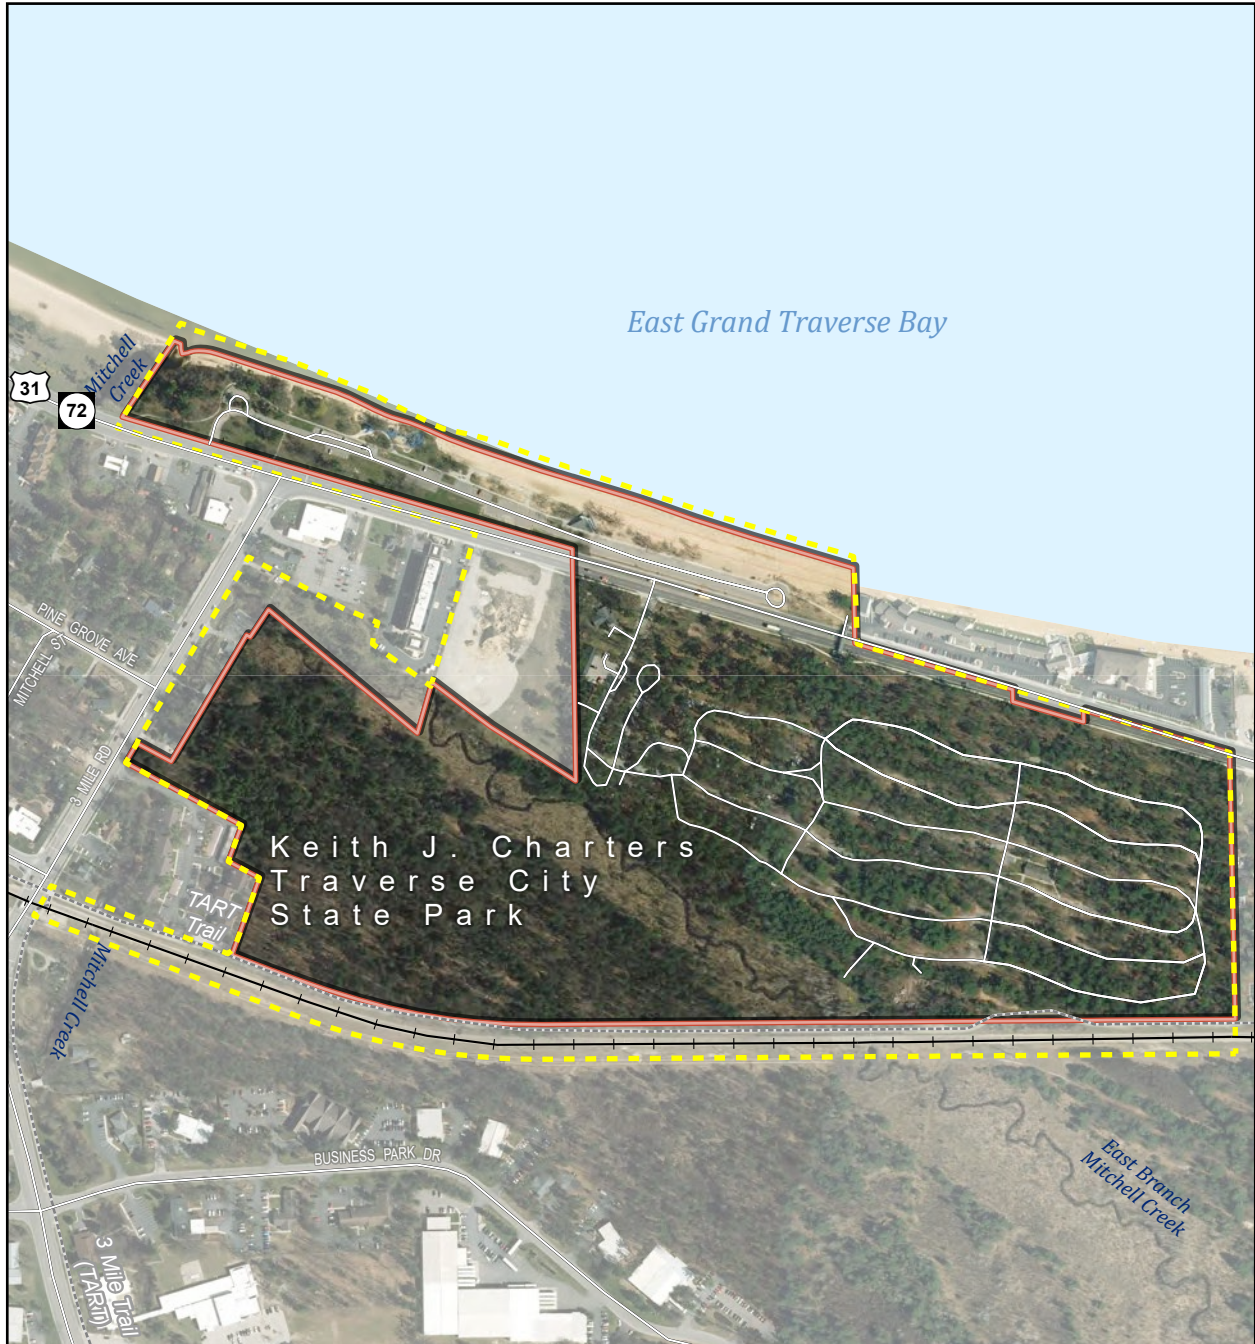 East Grand Traverse Bay
Mitchell
Creek
31
72
PINE GROVE AVE
MITCHELL ST
3 MILE RD
Keith J. Charters
Traverse City
State Park
TART
Trail
Mitchell Creek
BUSINESS PARK DR
East Branch
Mitchell Creek
3 Mile Trail
(TART)